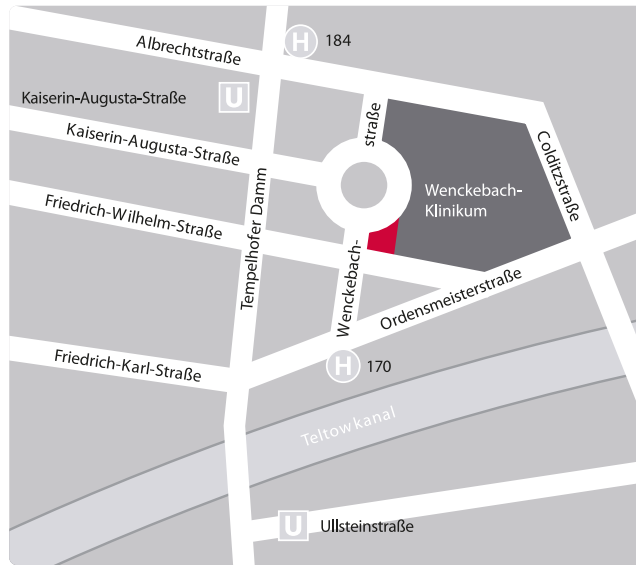 H 184
Albrechtstraße
Kaiserin-Augusta-Straße U
Kaiserin-Augusta-Straße
straße
Colditzstraße
Wenckebach-
Klinikum
Friedrich-Wilhelm-Straße
Tempelhofer Damm
Wenckebach-
Ordensmeisterstraße
Friedrich-Karl-Straße
H 170
Teltowkanal
U Ullsteinstraße